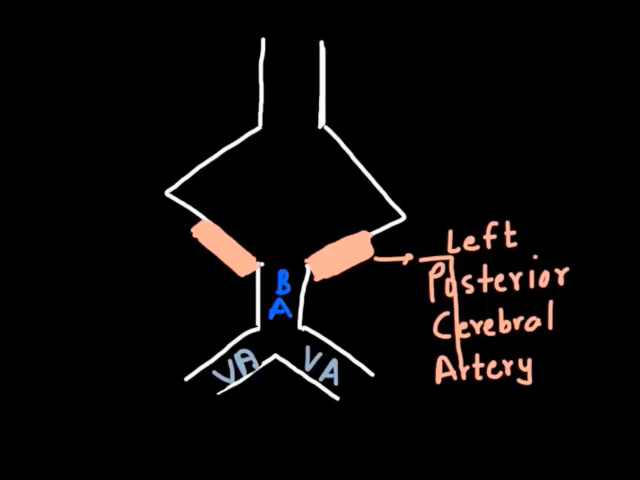 Left
Posterior
Cerebral
Artery
B
A
VA VA